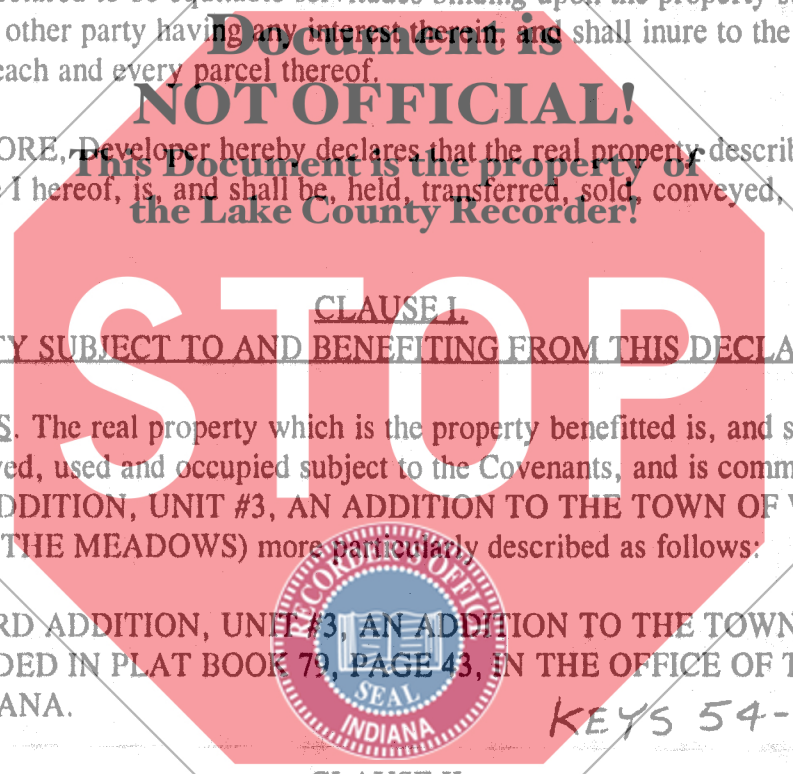 other party having any interest therein, and shall inure to the
Document is
each and every parcel thereof.
NOT OFFICIAL!
ORE, Developer hereby declares that the real property describ
This Document is the property of
I hereof, is, and shall be, held, transferred, sold, conveyed,
the Lake County Recorder!
STOP
CLAUSE I.
TY SUBJECT TO AND BENEFITING FROM THIS DECLA
S. The real property which is the property benefitted is, and s
ved, used and occupied subject to the Covenants, and is comm
DDITION, UNIT #3, AN ADDITION TO THE TOWN OF
(THE MEADOWS) more particularly described as follows:
RECORDER'S OFFICE
RD ADDITION, UNIT #3, AN ADDITION TO THE TOWN
DED IN PLAT BOOK 79, PAGE 43, IN THE OFFICE OF T
SEAL
ANA.
INDIANA
KEYS 54-